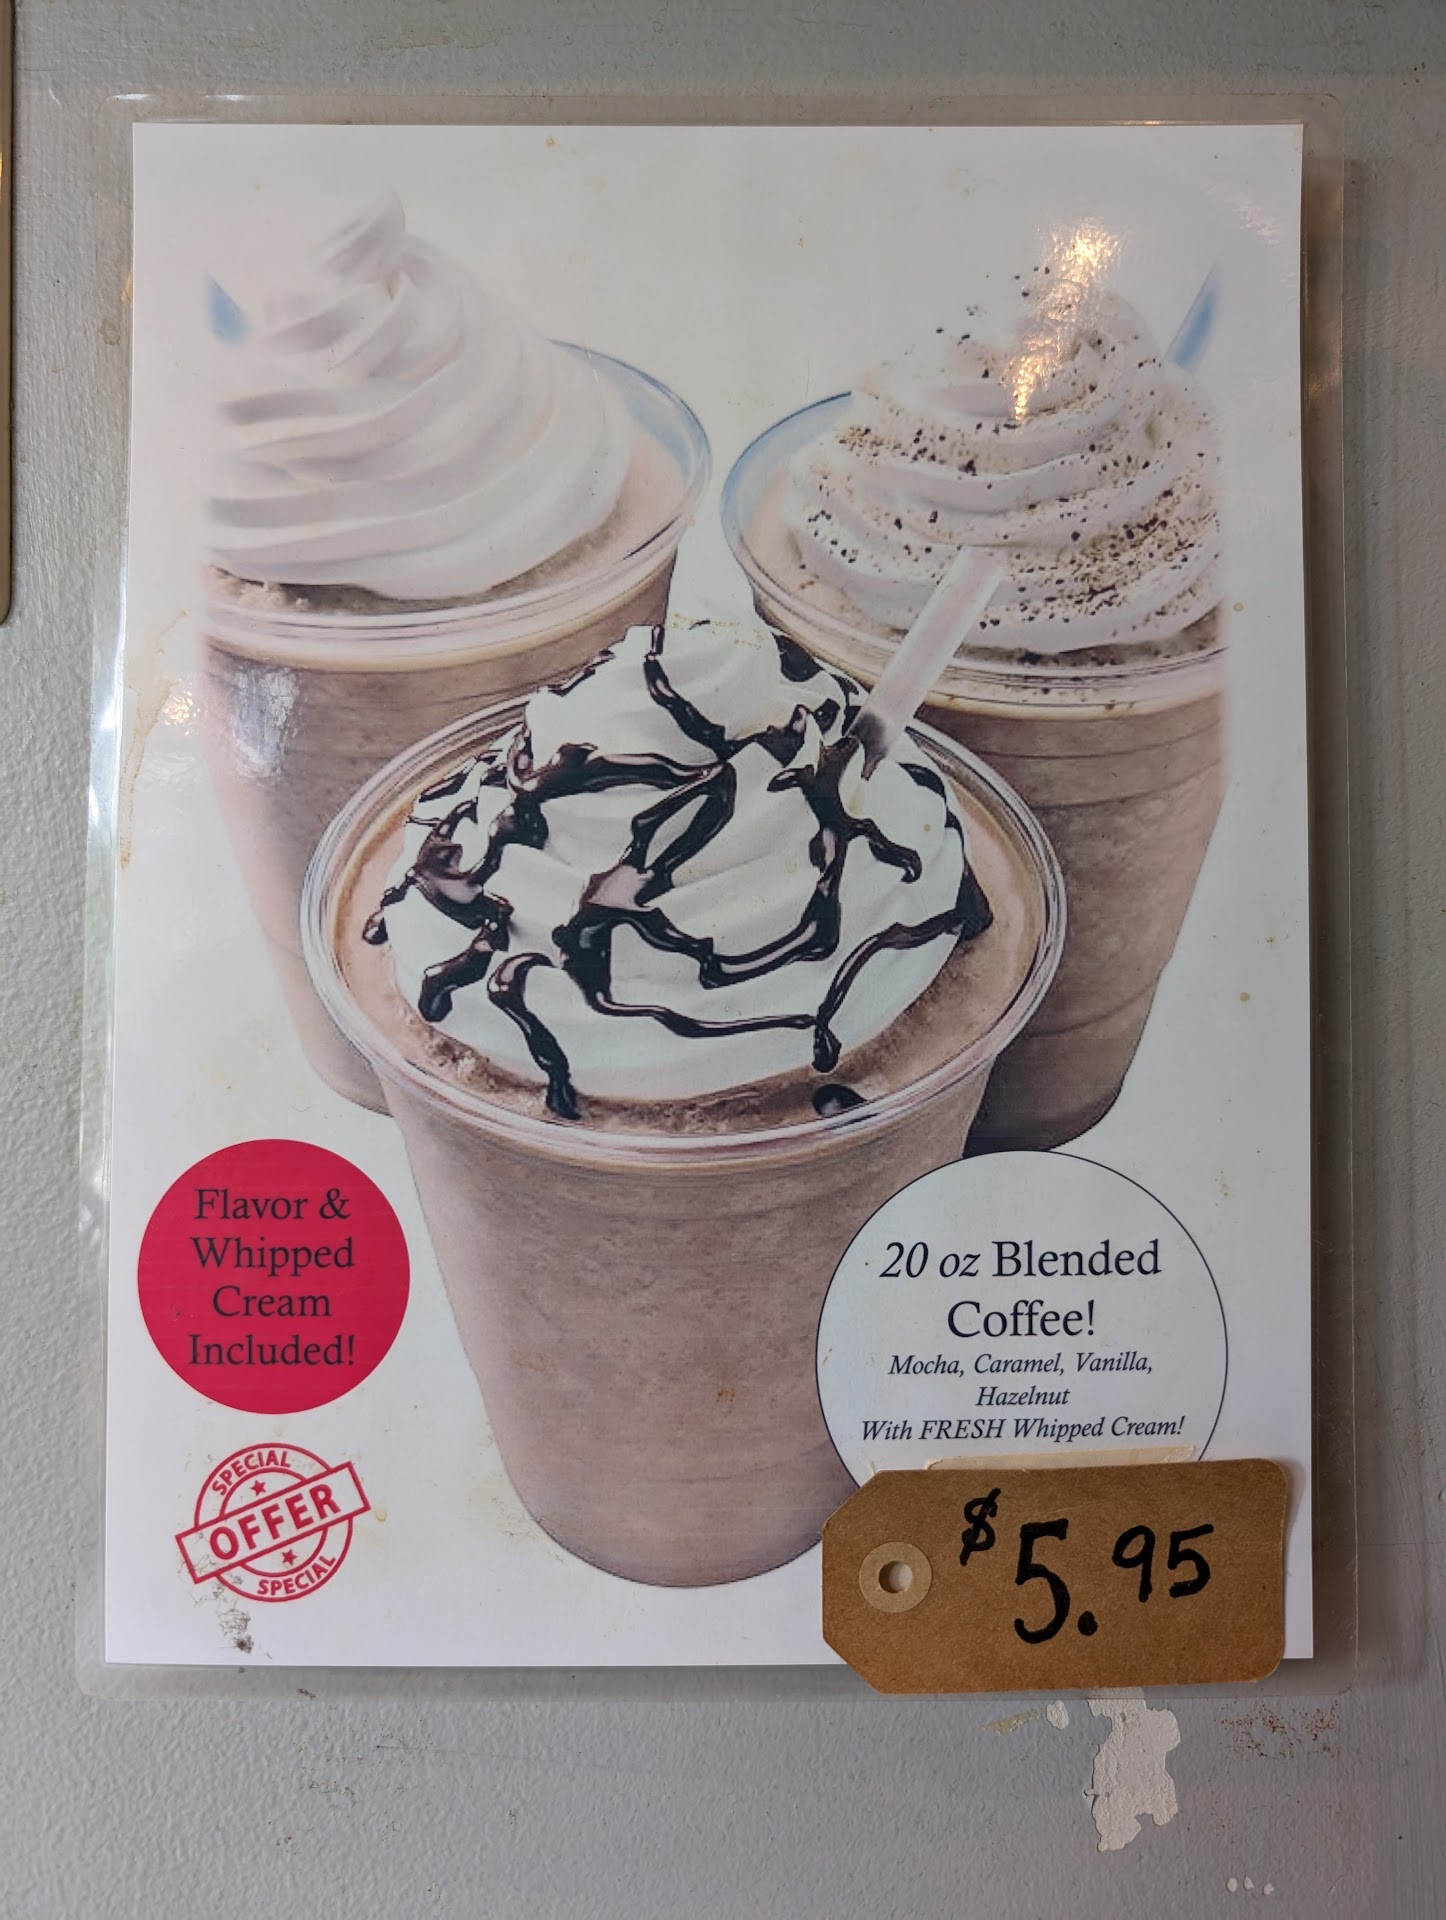 Flavor &
Whipped
Cream
Included!
20 oz Blended
Coffee!
Mocha, Caramel, Vanilla,
Hazelnut
With FRESH Whipped Cream!
SPECIAL
OFFER
SPECIAL
$5.95